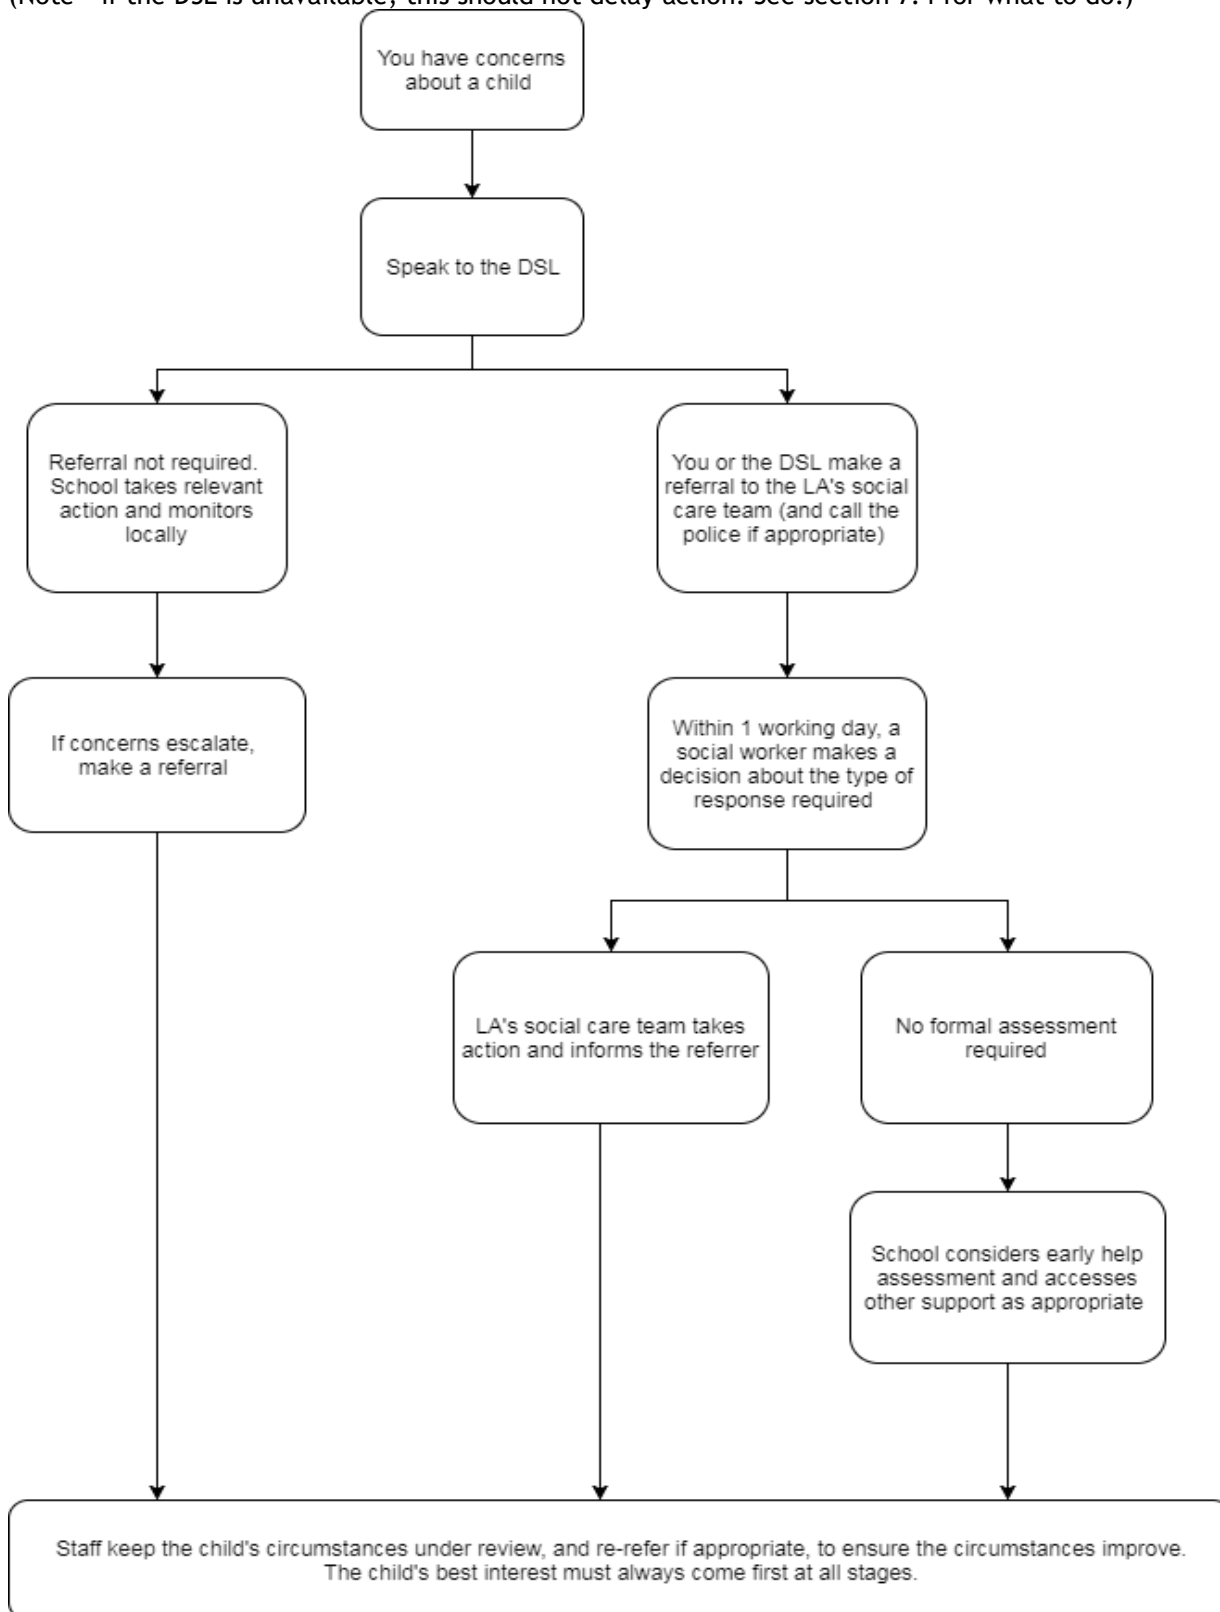 (Note - if the DSL is unavailable, this should not delay action. See section 7.4 for what to do.)
You have concerns
about a child
Speak to the DSL
Referral not required.
School takes relevant
action and monitors
locally
You or the DSL make a
referral to the LA's social
care team (and call the
police if appropriate)
If concerns escalate,
make a referral
Within 1 working day, a
social worker makes a
decision about the type of
response required
LA's social care team takes
action and informs the referrer
No formal assessment
required
School considers early help
assessment and accesses
other support as appropriate
Staff keep the child's circumstances under review, and re-refer if appropriate, to ensure the circumstances improve.
The child's best interest must always come first at all stages.